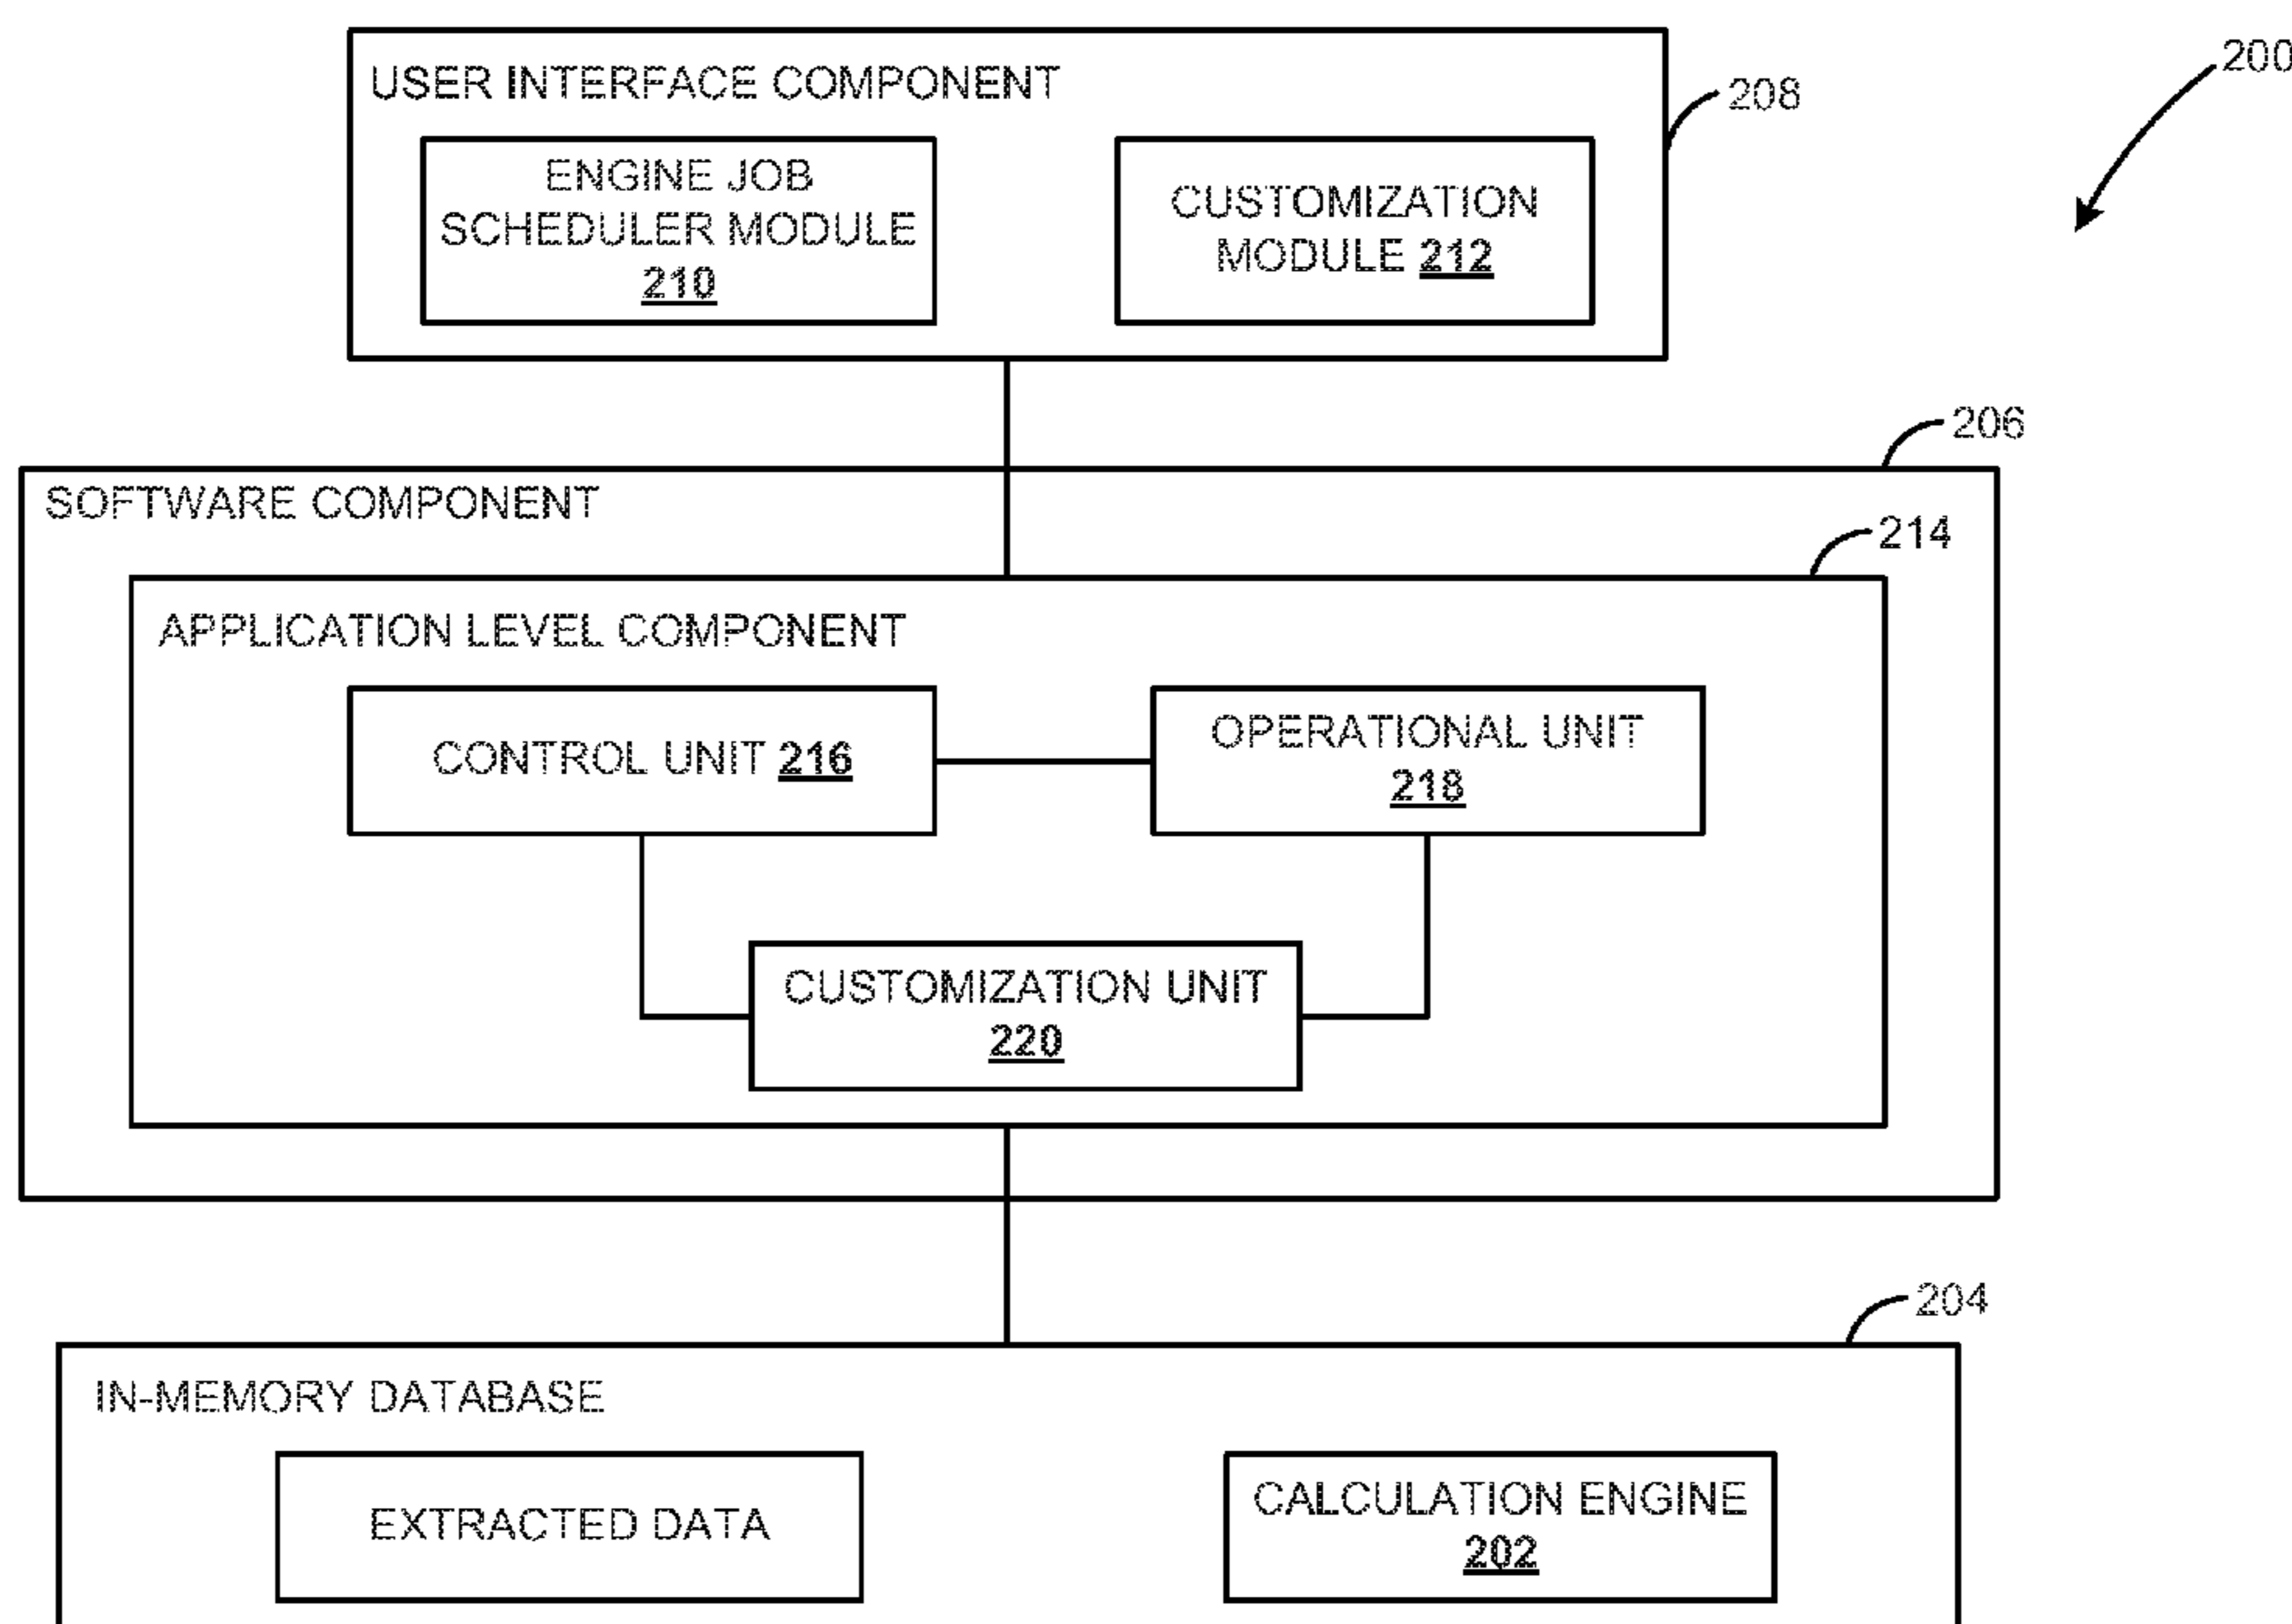 200
USER INTERFACE COMPONENT
208
ENGINE JOB
SCHEDULER MODULE
210
CUSTOMIZATION
MODULE 212
206
SOFTWARE COMPONENT
214
APPLICATION LEVEL COMPONENT
CONTROL UNIT 216
OPERATIONAL UNIT
218
CUSTOMIZATION UNIT
220
204
IN-MEMORY DATABASE
EXTRACTED DATA
CALCULATION ENGINE
202